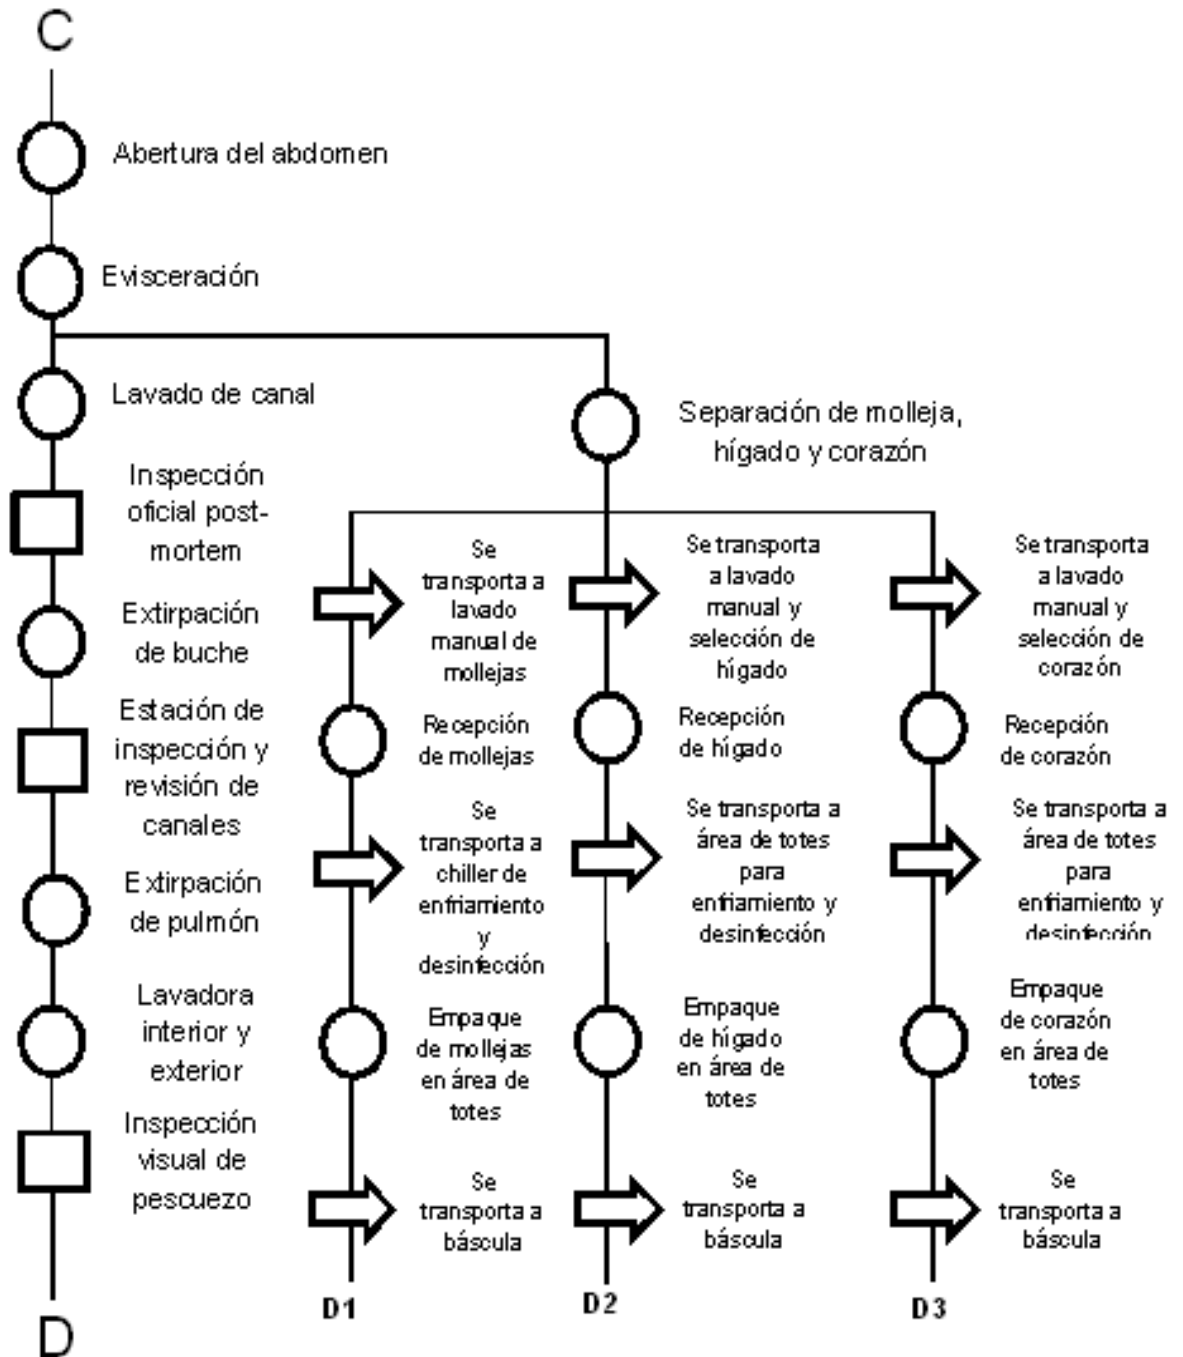 C
Abertura del abdomen
Evisceración
Lavado de canal
Inspección
oficial post-
mortem
Extirpación
de buche
Estación de
inspección y
revisión de
canales
Extirpación
de pulmón
Lavadora
interior y
exterior
Inspección
visual de
pescuezo
D
Separación de molleja,
hígado y corazón
Se
transporta a
lavado
manual de
mollejas
Recepción
de mollejas
Se
transporta a
chiller de
enfriamiento
y
desinfección
Empaque
de mollejas
en área de
totes
Se
transporta a
báscula
D1
Se transporta
a lavado
manual y
selección de
hígado
Recepción
de hígado
Se transporta a
área de totes
para
enfriamiento y
desinfección
Empaque
de hígado
en área de
totes
Se
transporta a
báscula
D2
Se transporta
a lavado
manual y
selección de
corazón
Recepción
de corazón
Se transporta a
área de totes
para
enfriamiento y
desinfección
Empaque
de corazón
en área de
totes
Se
transporta a
báscula
D3